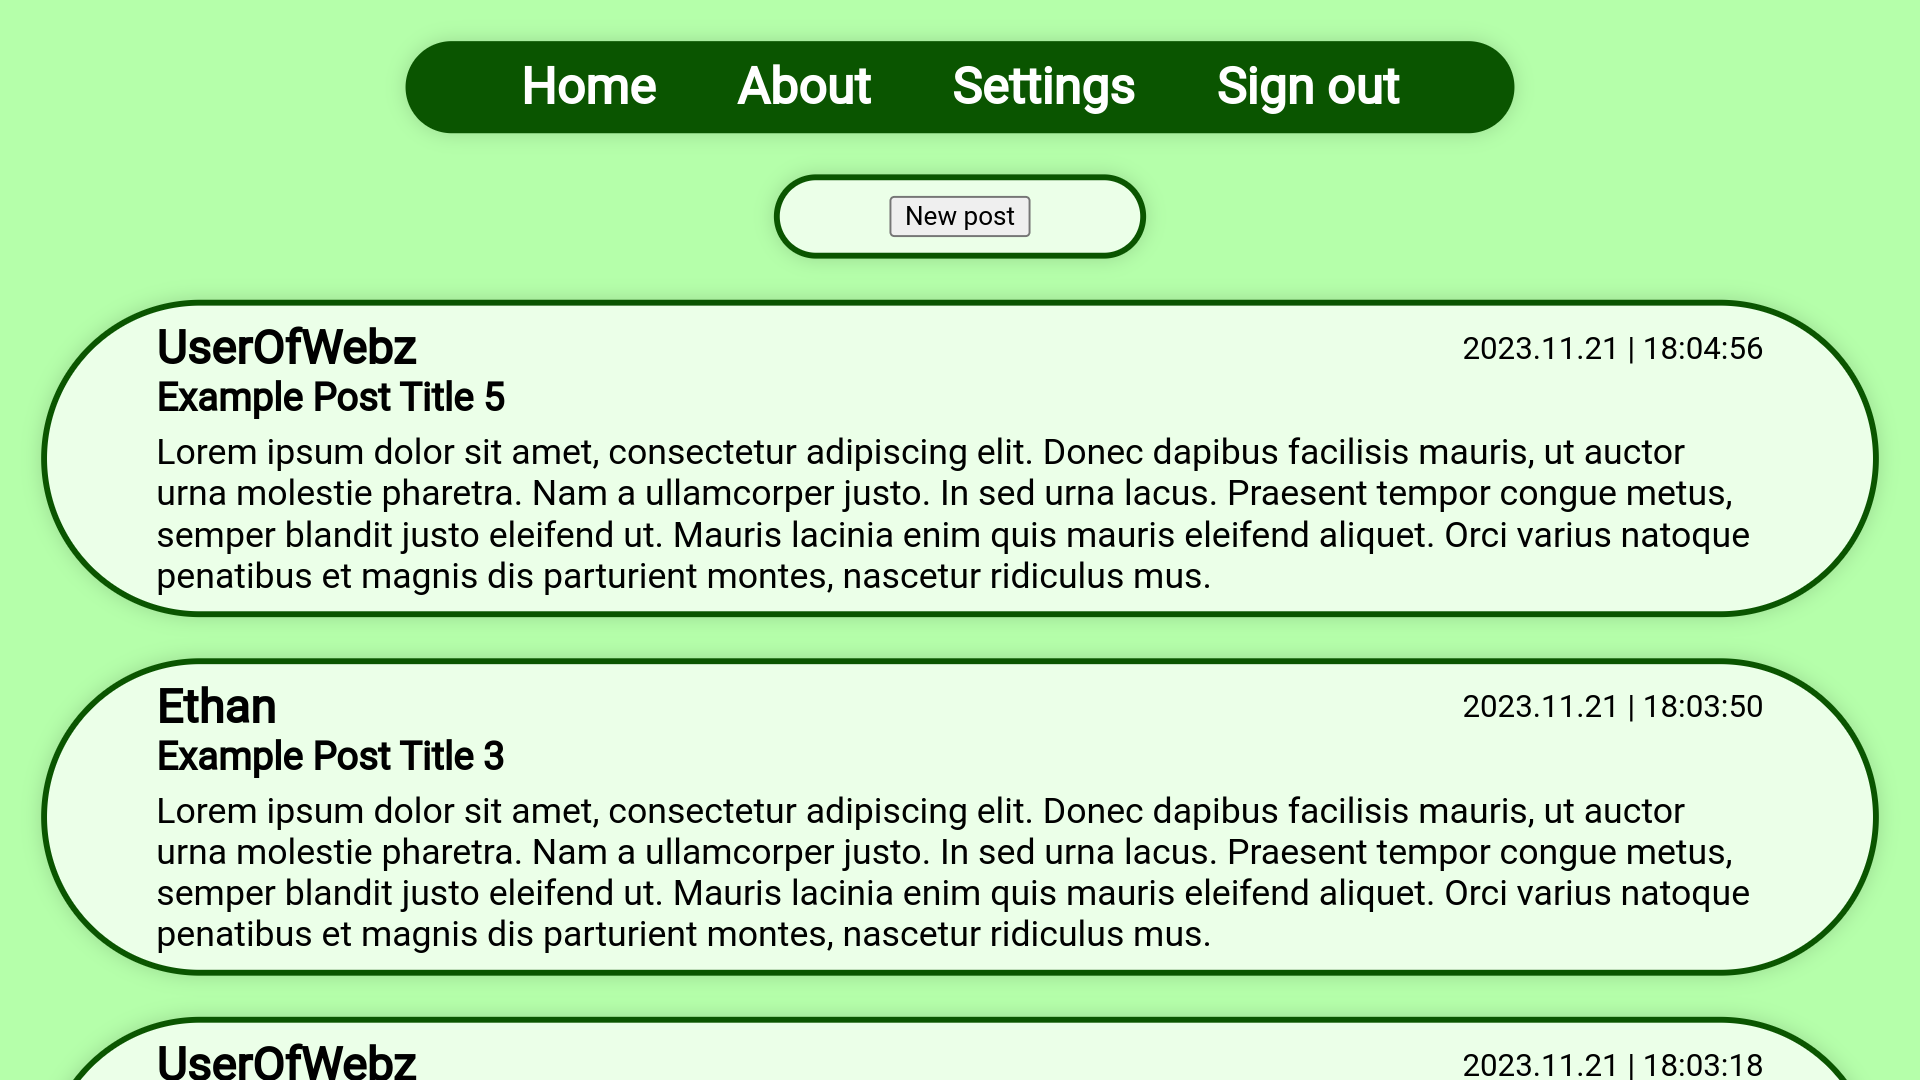 Home About Settings Sign out
New post
UserOfWebz 2023.11.21 | 18:04:56
Example Post Title 5
Lorem ipsum dolor sit amet, consectetur adipiscing elit. Donec dapibus facilisis mauris, ut auctor
urna molestie pharetra. Nam a ullamcorper justo. In sed urna lacus. Praesent tempor congue metus,
semper blandit justo eleifend ut. Mauris lacinia enim quis mauris eleifend aliquet. Orci varius natoque
penatibus et magnis dis parturient montes, nascetur ridiculus mus.
Ethan 2023.11.21 | 18:03:50
Example Post Title 3
Lorem ipsum dolor sit amet, consectetur adipiscing elit. Donec dapibus facilisis mauris, ut auctor
urna molestie pharetra. Nam a ullamcorper justo. In sed urna lacus. Praesent tempor congue metus,
semper blandit justo eleifend ut. Mauris lacinia enim quis mauris eleifend aliquet. Orci varius natoque
penatibus et magnis dis parturient montes, nascetur ridiculus mus.
UserOfWebz 2023.11.21 | 18:03:18